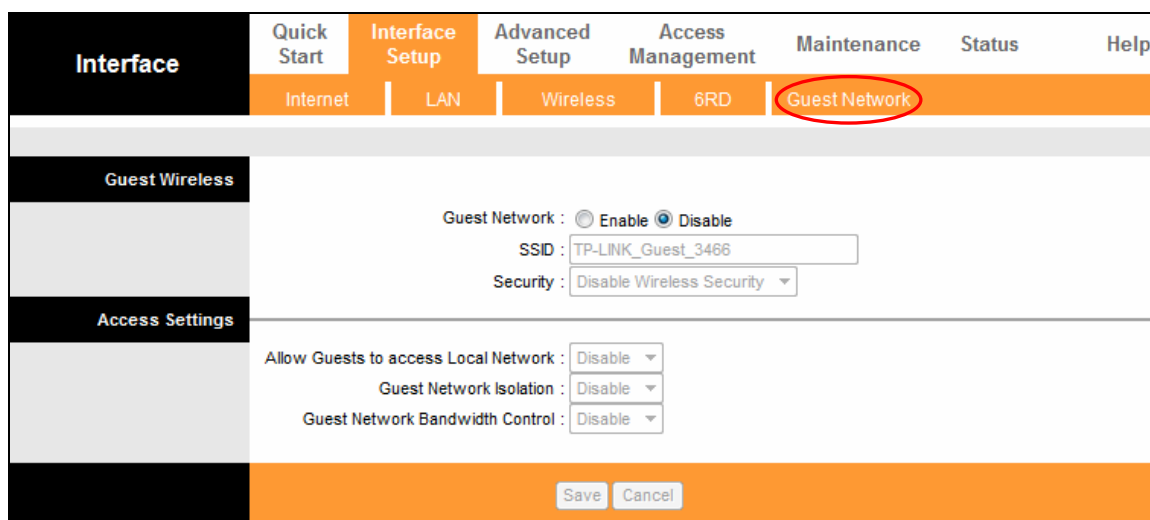 Interface
Quick Start
Interface Setup
Advanced Setup
Access Management
Maintenance
Status
Help
Internet
LAN
Wireless
6RD
Guest Network
Guest Wireless
Guest Network : Enable Disable
SSID : TP-LINK_Guest_3466
Security : Disable Wireless Security
Access Settings
Allow Guests to access Local Network : Disable
Guest Network Isolation : Disable
Guest Network Bandwidth Control : Disable
Save Cancel